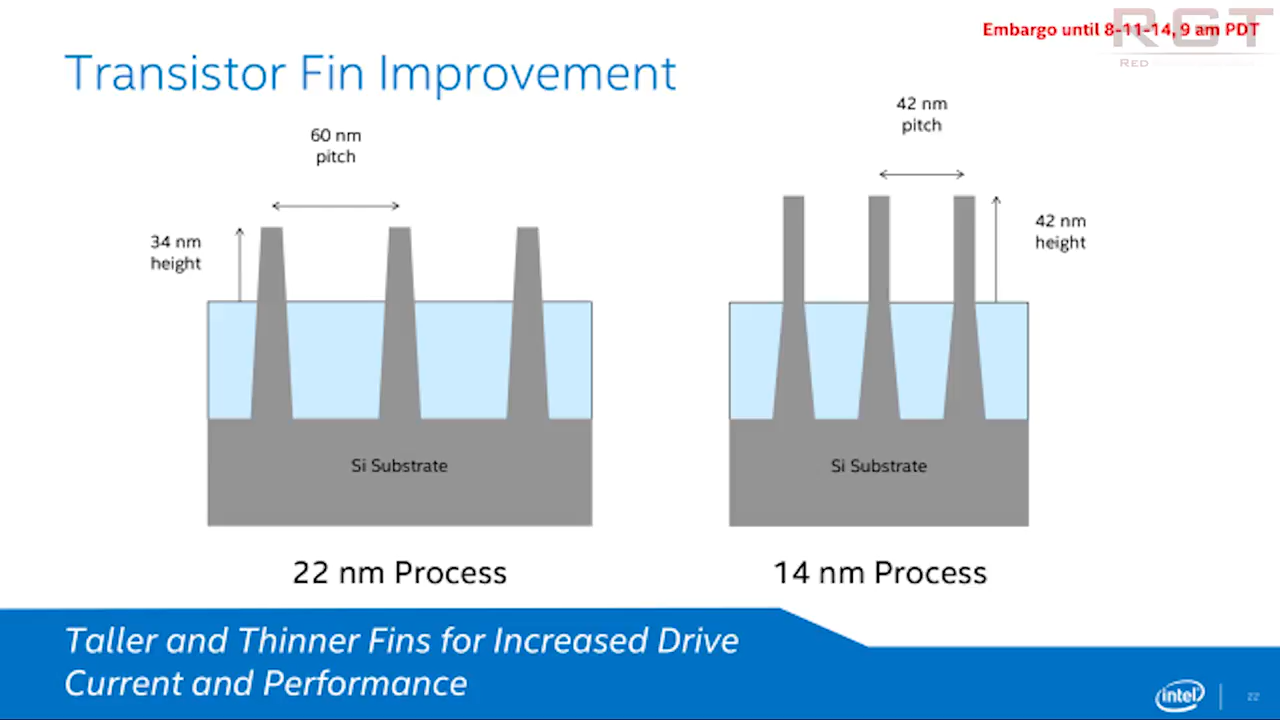 Embargo until 8-11-14, 9 am PDT
RGT
RED
Transistor Fin Improvement
60 nm
pitch
42 nm
pitch
34 nm
height
42 nm
height
Si Substrate
Si Substrate
22 nm Process
14 nm Process
Taller and Thinner Fins for Increased Drive
Current and Performance
intel
22